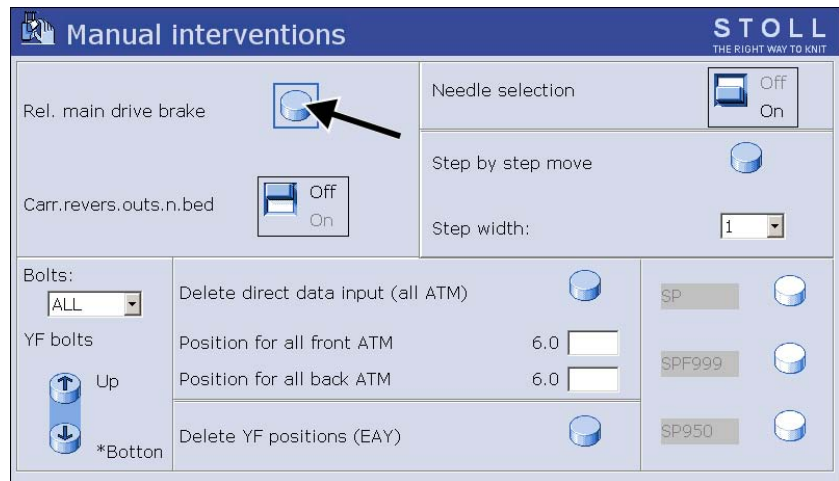 Manual interventions
STOLL
THE RIGHT WAY TO KNIT
Rel. main drive brake
Carr.revers.outs.n.bed
Off
On
Needle selection
Off
On
Step by step move
Step width:
1
Bolts:
ALL
YF bolts
Up
*Botton
Delete direct data input (all ATM)
Position for all front ATM 6.0
Position for all back ATM 6.0
Delete YF positions (EAY)
SP
SPF999
SP950